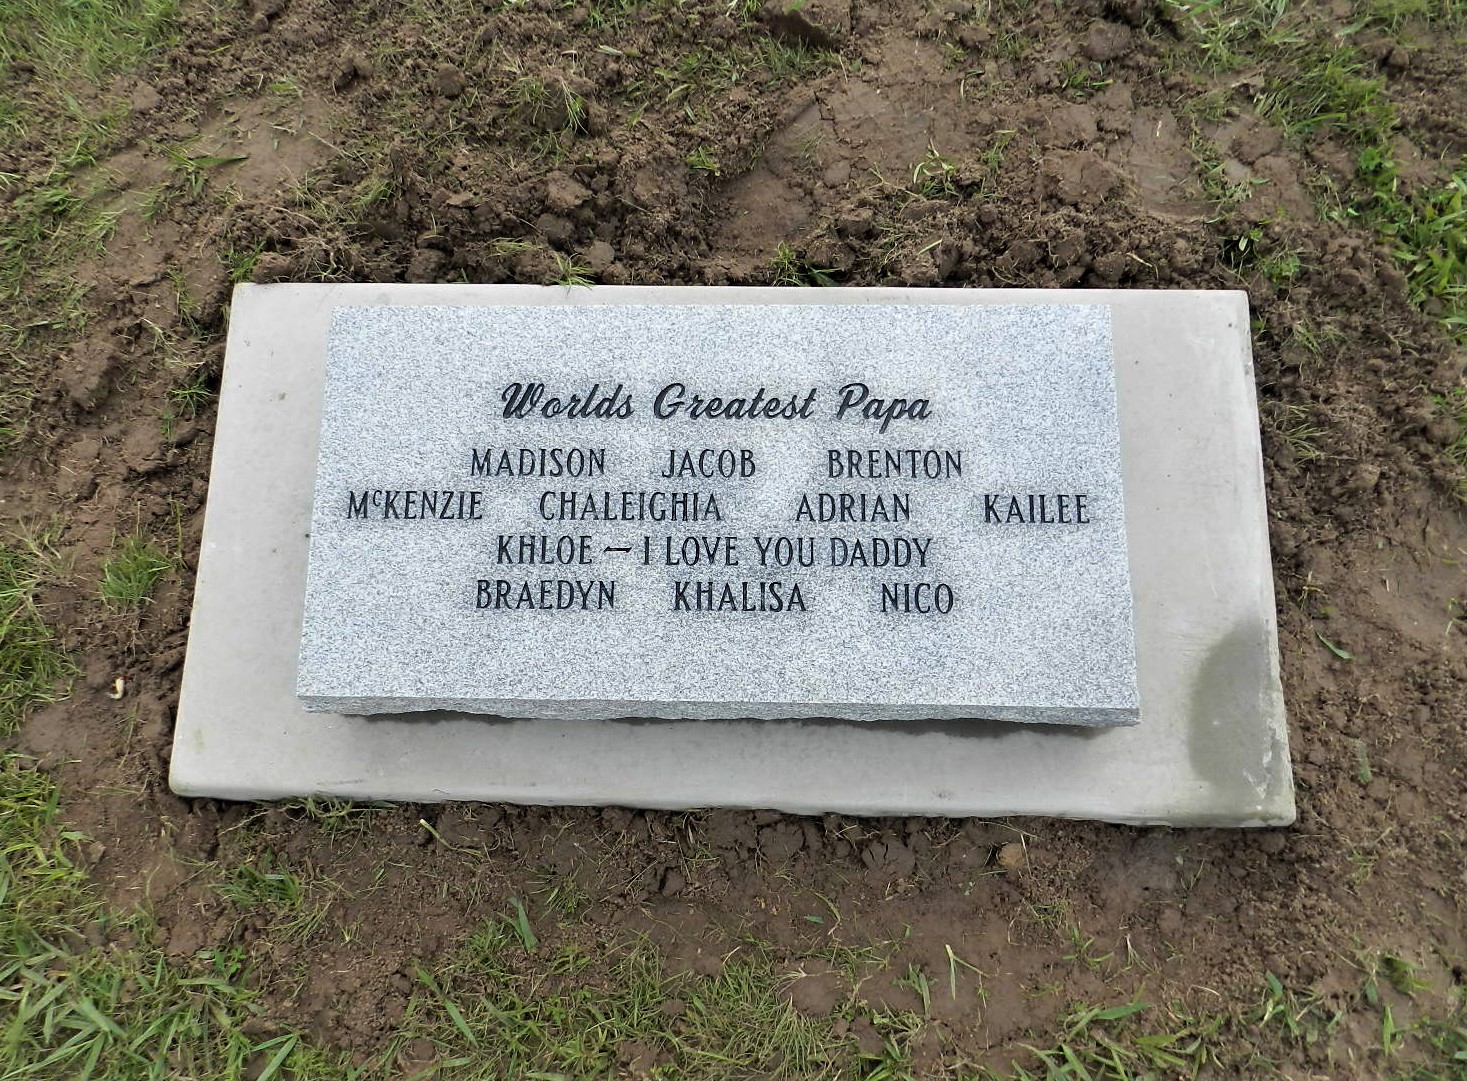 Worlds Greatest Papa
MADISON JACOB BRENTON
McKENZIE CHALEIGHIA ADRIAN KAILEE
KHLOE — I LOVE YOU DADDY
BRAEDYN KHALISA NICO